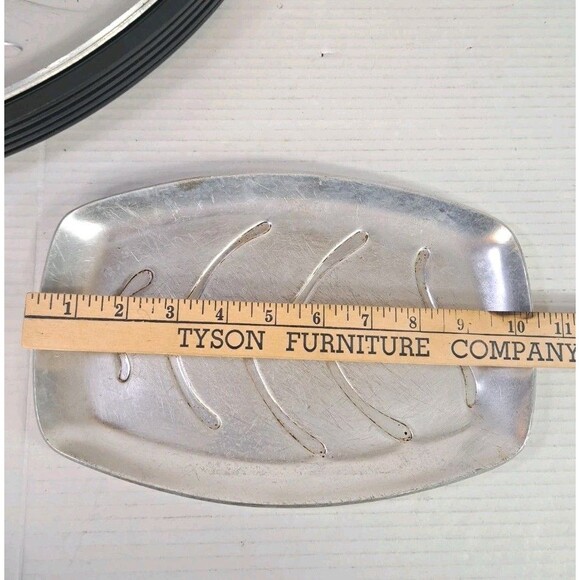 1 2 3 4 5 6 7 8 9 10 11
TYSON FURNITURE COMPANY